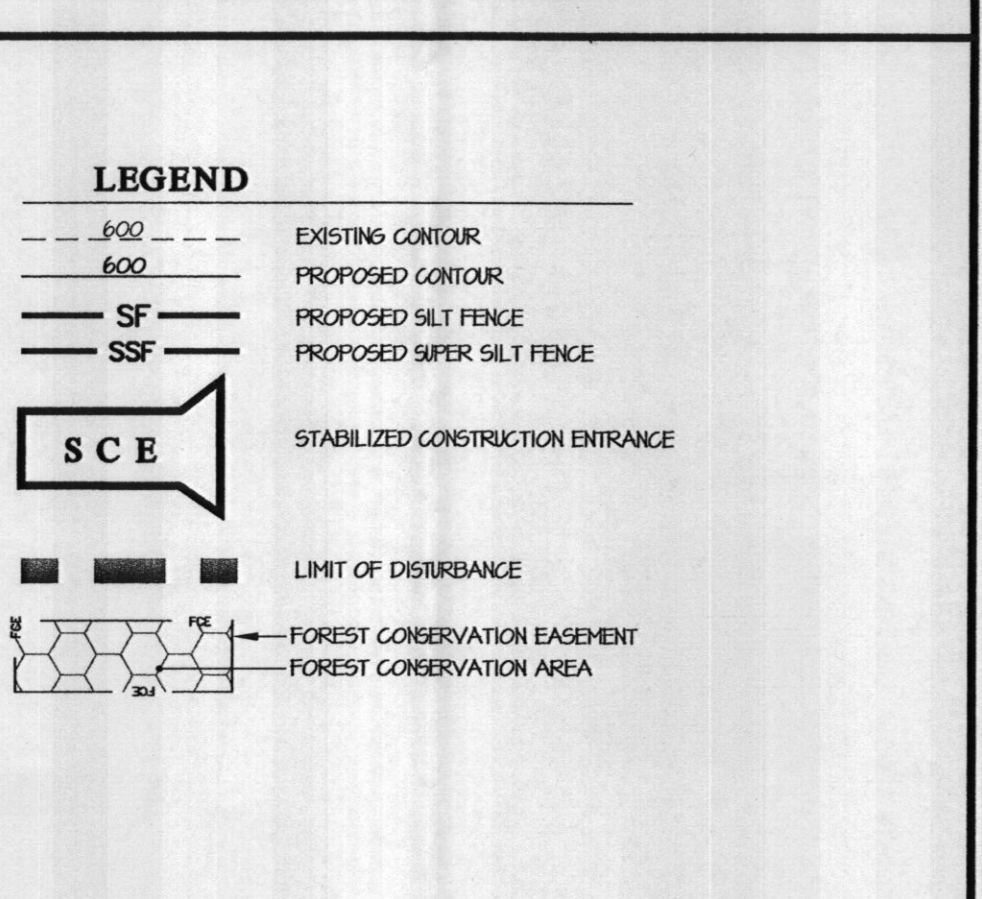 LEGEND
600 EXISTING CONTOUR
600 PROPOSED CONTOUR
SF PROPOSED SILT FENCE
SSF PROPOSED SUPER SILT FENCE
S C E STABILIZED CONSTRUCTION ENTRANCE
LIMIT OF DISTURBANCE
FCE FCE FOREST CONSERVATION EASEMENT
FOREST CONSERVATION AREA
FCE